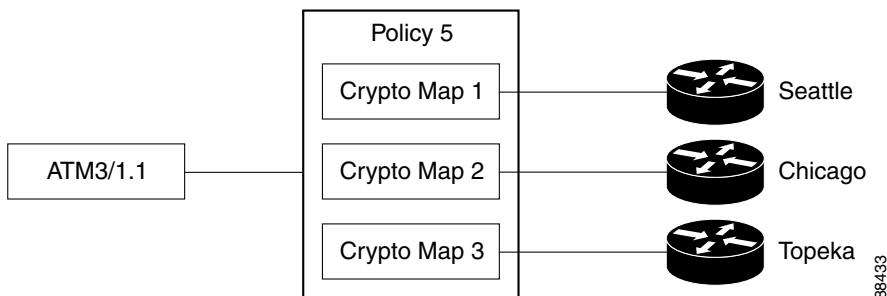 Policy 5
Crypto Map 1
Seattle
ATM3/1.1
Crypto Map 2
Chicago
Crypto Map 3
Topeka